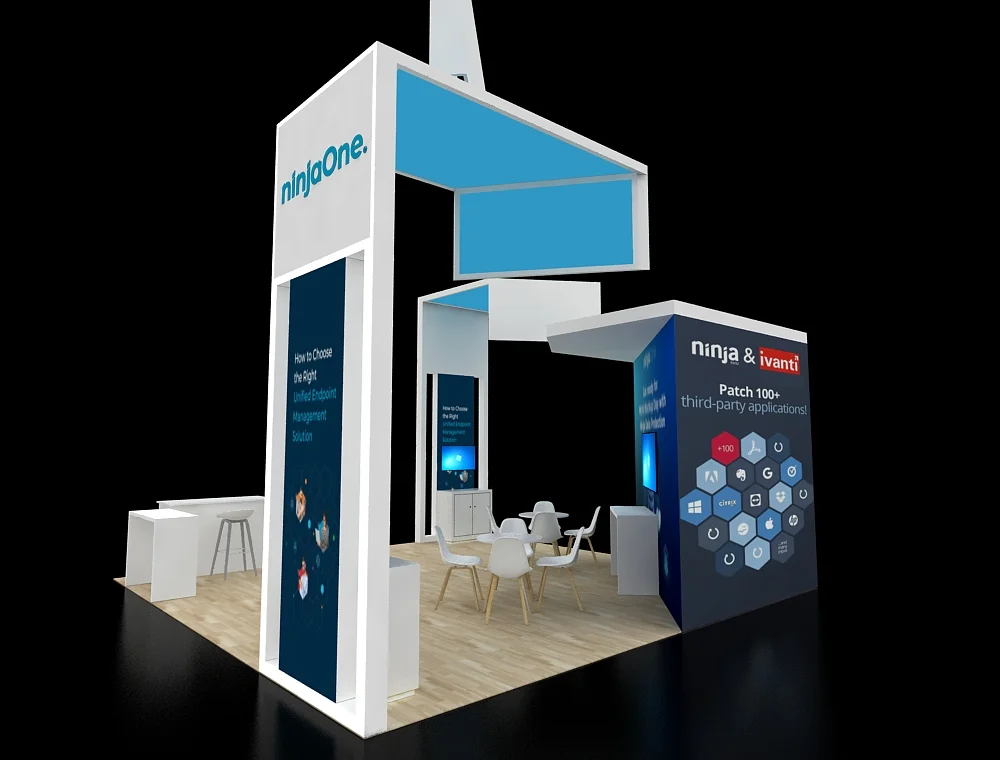 ninjaOne.
How to Choose
the Right
Unified Endpoint
Management
Solution
How to Choose
the Right
Unified Endpoint
Management
Solution
ninja & ivanti
Patch 100+
third-party applications!
+100
citrix
hp